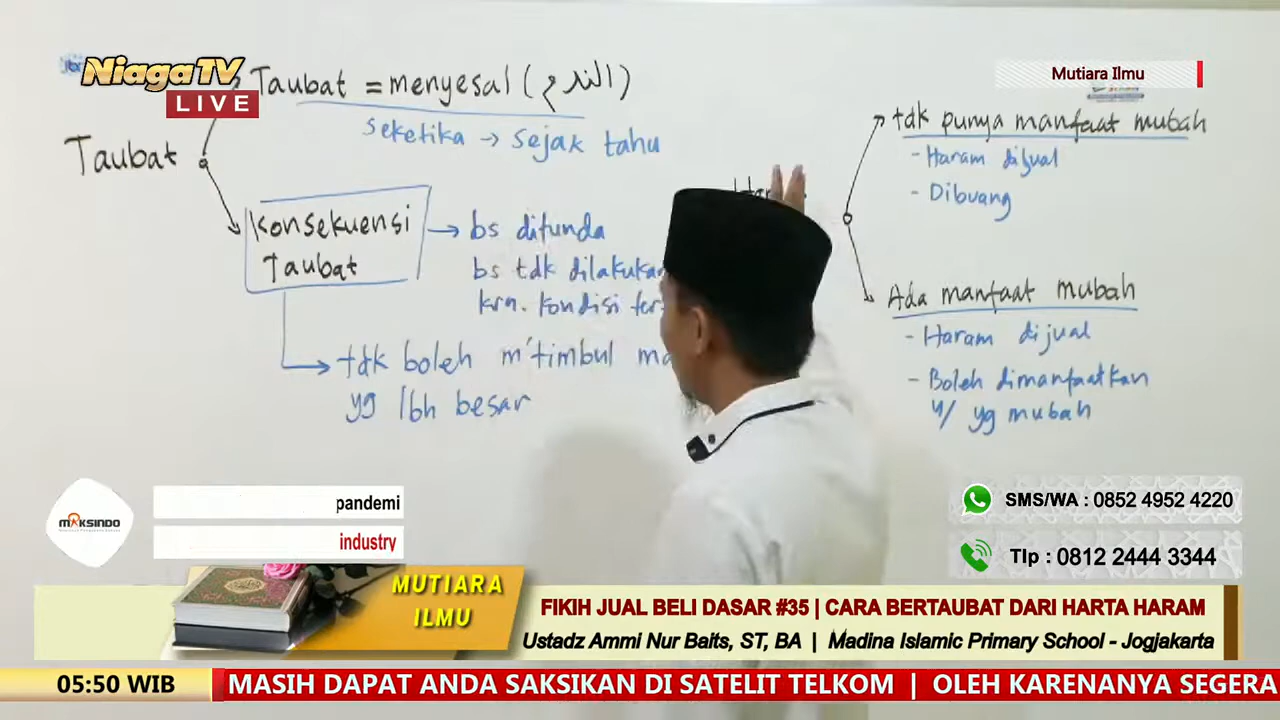 NiagaTV
LIVE
Mutiara Ilmu
Taubat = menyesal (الندم)
seketika → sejak tahu
Taubat
Konsekuensi
Taubat
bs ditunda
bs tdk dilakukan
krn. kondisi
tdk boleh m'timbul
yg lbh besar
tdk punya manfaat mubah
- Haram dijual
- Dibuang
Ada manfaat mubah
- Haram dijual
- Boleh dimanfaatkan
u/ yg mubah
MAKSINDO
pandemi
industry
SMS/WA : 0852 4952 4220
Tlp : 0812 2444 3344
MUTIARA
ILMU
FIKIH JUAL BELI DASAR #35 | CARA BERTAUBAT DARI HARTA HARAM
Ustadz Ammi Nur Baits, ST, BA | Madina Islamic Primary School - Jogjakarta
05:50 WIB
MASIH DAPAT ANDA SAKSIKAN DI SATELIT TELKOM | OLEH KARENANYA SEGERA